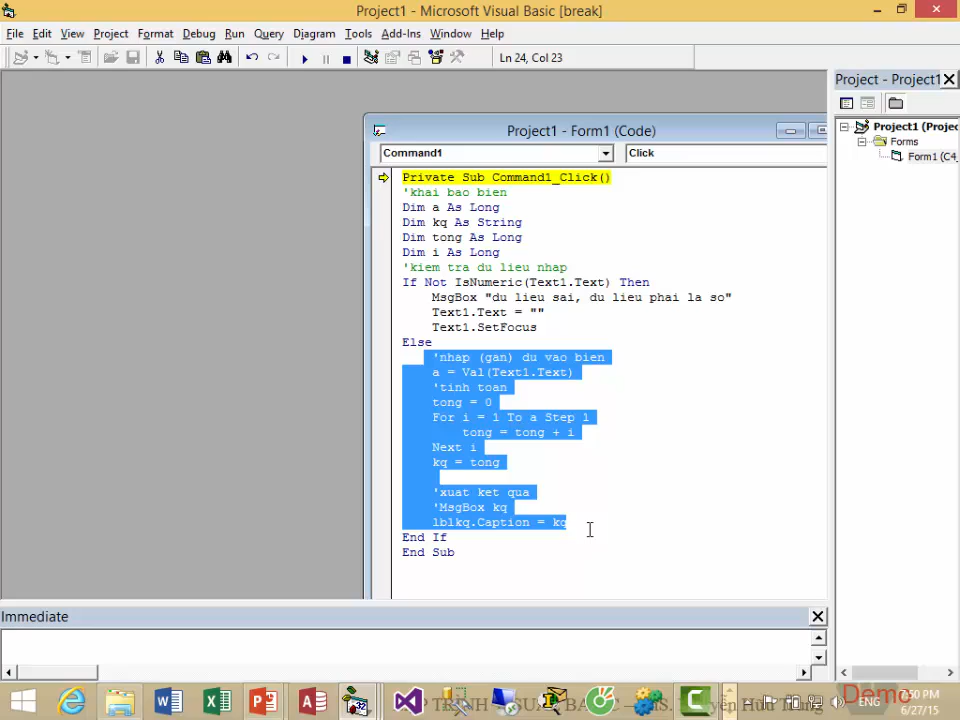 Project1 - Microsoft Visual Basic [break]
File Edit View Project Format Debug Run Query Diagram Tools Add-Ins Window Help
Ln 24, Col 23
Project - Project1
Project1 - Form1 (Code)
Command1
Click
Project1 (Projec
Forms
Form1 (C4_
Private Sub Command1_Click()
'khai bao bien
Dim a As Long
Dim kq As String
Dim tong As Long
Dim i As Long
'kiem tra du lieu nhap
If Not IsNumeric(Text1.Text) Then
MsgBox "du lieu sai, du lieu phai la so"
Text1.Text = ""
Text1.SetFocus
Else
'nhap (gan) du vao bien
a = Val(Text1.Text)
'tinh toan
tong = 0
For i = 1 To a Step 1
tong = tong + i
Next i
kq = tong
'xuat ket qua
'MsgBox kq
lblkq.Caption = kq
End If
End Sub
Immediate
ENG
Demo
6/27/15